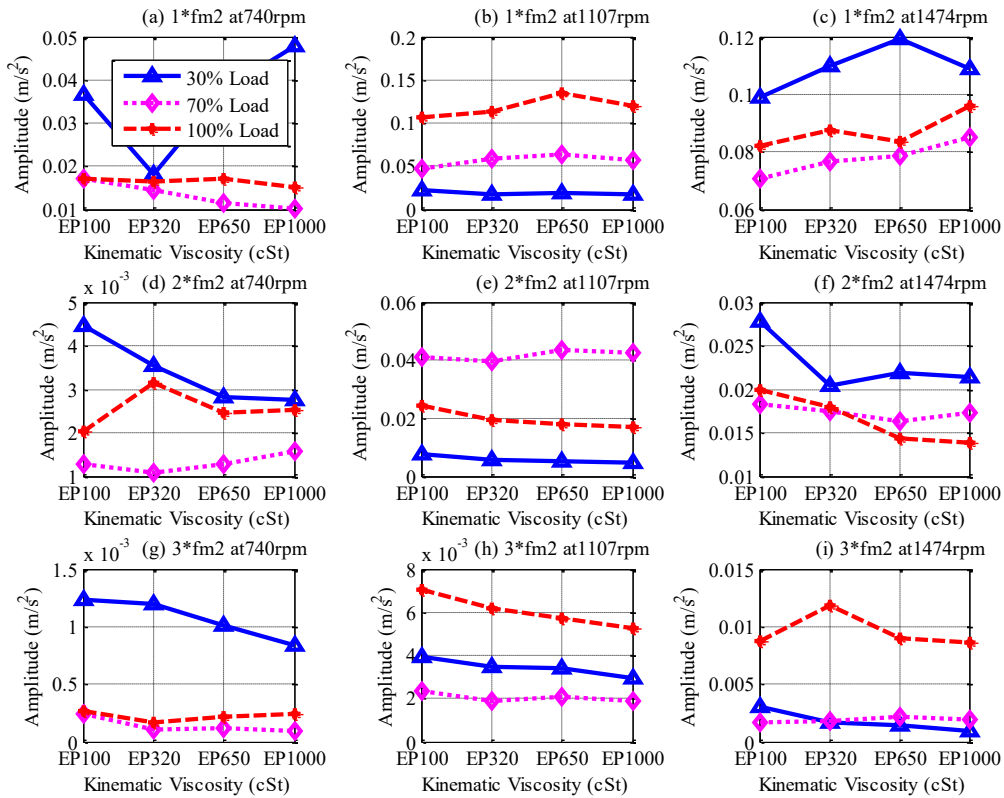 (a) 1*fm2 at740rpm
Amplitude (m/s²)
0.05
0.04
0.03
0.02
0.01
30% Load
70% Load
100% Load
EP100 EP320 EP650 EP1000
Kinematic Viscosity (cSt)
(b) 1*fm2 at1107rpm
Amplitude (m/s²)
0.2
0.15
0.1
0.05
0
EP100 EP320 EP650 EP1000
Kinematic Viscosity (cSt)
(c) 1*fm2 at1474rpm
Amplitude (m/s²)
0.12
0.1
0.08
0.06
EP100 EP320 EP650 EP1000
Kinematic Viscosity (cSt)
x 10⁻³ (d) 2*fm2 at740rpm
Amplitude (m/s²)
5
4
3
2
1
EP100 EP320 EP650 EP1000
Kinematic Viscosity (cSt)
(e) 2*fm2 at1107rpm
Amplitude (m/s²)
0.06
0.04
0.02
0
EP100 EP320 EP650 EP1000
Kinematic Viscosity (cSt)
(f) 2*fm2 at1474rpm
Amplitude (m/s²)
0.03
0.025
0.02
0.015
0.01
EP100 EP320 EP650 EP1000
Kinematic Viscosity (cSt)
x 10⁻³ (g) 3*fm2 at740rpm
Amplitude (m/s²)
1.5
1
0.5
0
EP100 EP320 EP650 EP1000
Kinematic Viscosity (cSt)
x 10⁻³ (h) 3*fm2 at1107rpm
Amplitude (m/s²)
8
6
4
2
0
EP100 EP320 EP650 EP1000
Kinematic Viscosity (cSt)
(i) 3*fm2 at1474rpm
Amplitude (m/s²)
0.015
0.01
0.005
0
EP100 EP320 EP650 EP1000
Kinematic Viscosity (cSt)